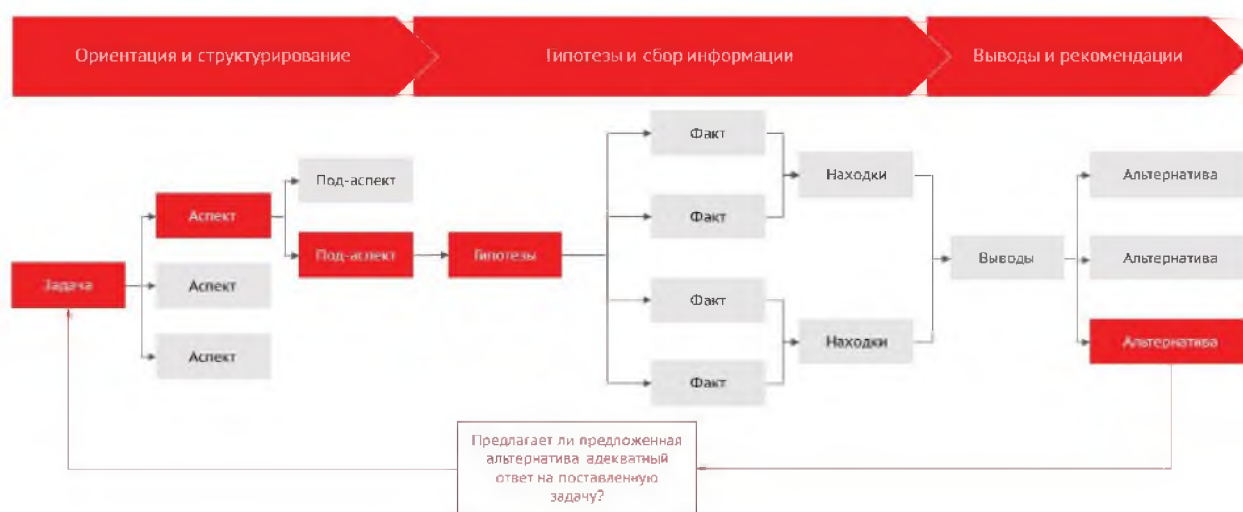 Ориентация и структурирование
Гипотезы и сбор информации
Выводы и рекомендации
Задача
Аспект
Аспект
Аспект
Под-аспект
Под-аспект
Гипотезы
Факт
Факт
Факт
Факт
Находки
Находки
Выводы
Альтернатива
Альтернатива
Альтернатива
Предлагает ли предложенная
альтернатива адекватный
ответ на поставленную
задачу?